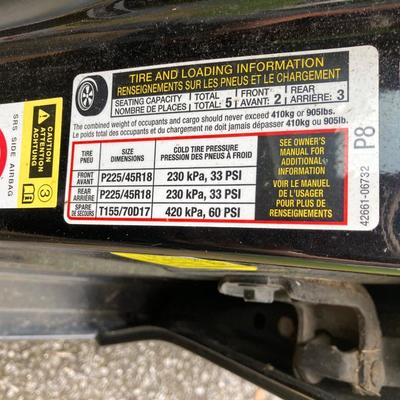 TIRE AND LOADING INFORMATION
RENSEIGNEMENTS SUR LES PNEUS ET LE CHARGEMENT
SEATING CAPACITY TOTAL FRONT REAR
NOMBRE DE PLACES TOTAL: 5 AVANT: 2 ARRIÈRE: 3
The combined weight of occupants and cargo should never exceed 410kg or 905lbs.
Le poids total des occupants et du chargement ne doit jamais dépasser 410kg ou 905lb.
TIRE PNEU
SIZE DIMENSIONS
COLD TIRE PRESSURE
PRESSION DES PNEUS À FROID
FRONT AVANT P225/45R18 230 kPa, 33 PSI
REAR ARRIÈRE P225/45R18 230 kPa, 33 PSI
SPARE DE SECOURS T155/70D17 420 kPa, 60 PSI
SEE OWNER'S
MANUAL FOR
ADDITIONAL
INFORMATION
VOIR LE MANUEL
DE L'USAGER
POUR PLUS DE
RENSEIGNEMENTS
P8
42661-06732
CAUTION
ATTENTION
ACHTUNG
3
SRS SIDE AIRBAG